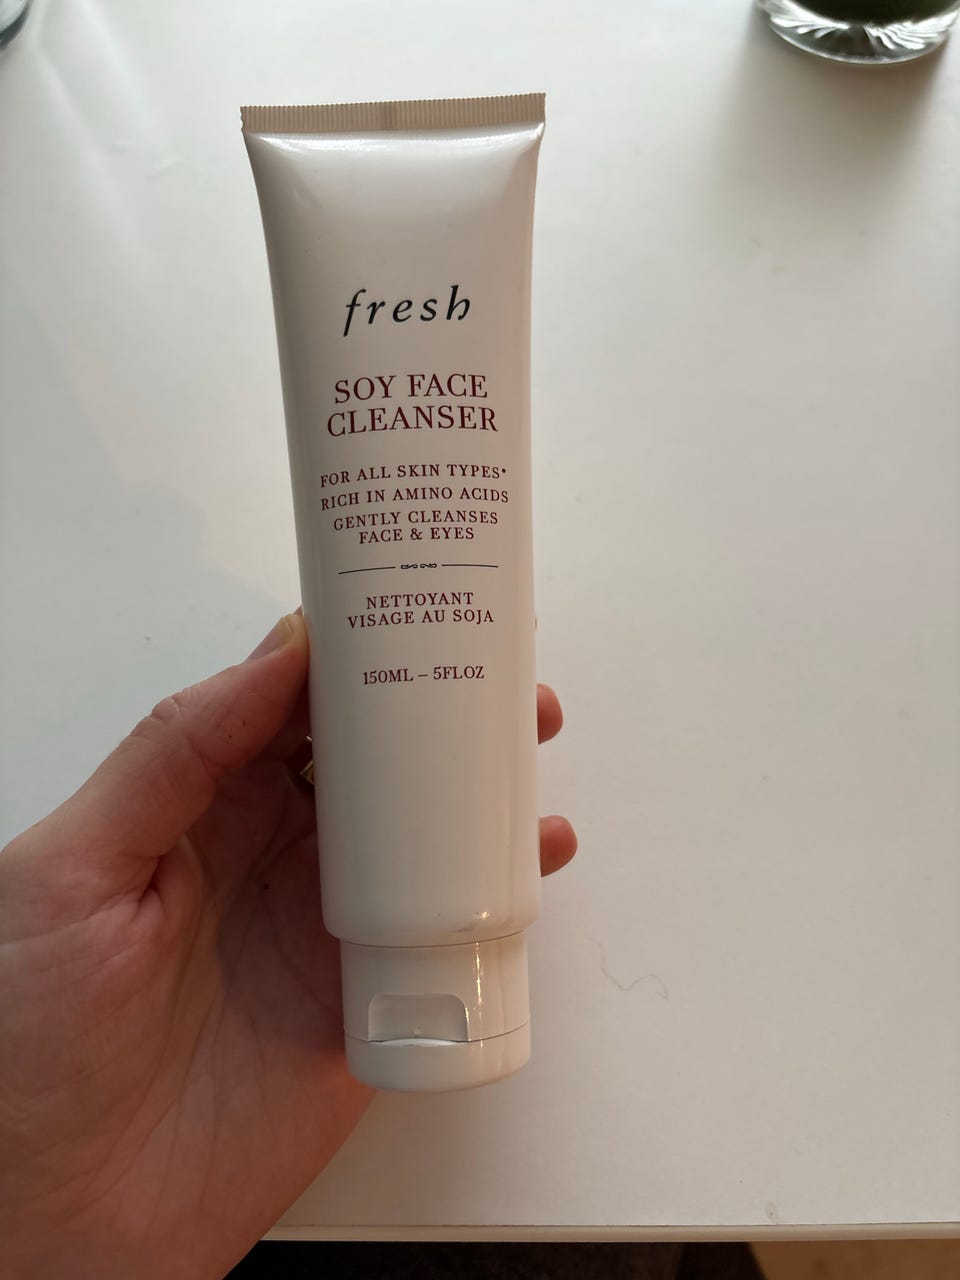 fresh
SOY FACE
CLEANSER
FOR ALL SKIN TYPES*
RICH IN AMINO ACIDS
GENTLY CLEANSES
FACE & EYES
NETTOYANT
VISAGE AU SOJA
150ML – 5FLOZ